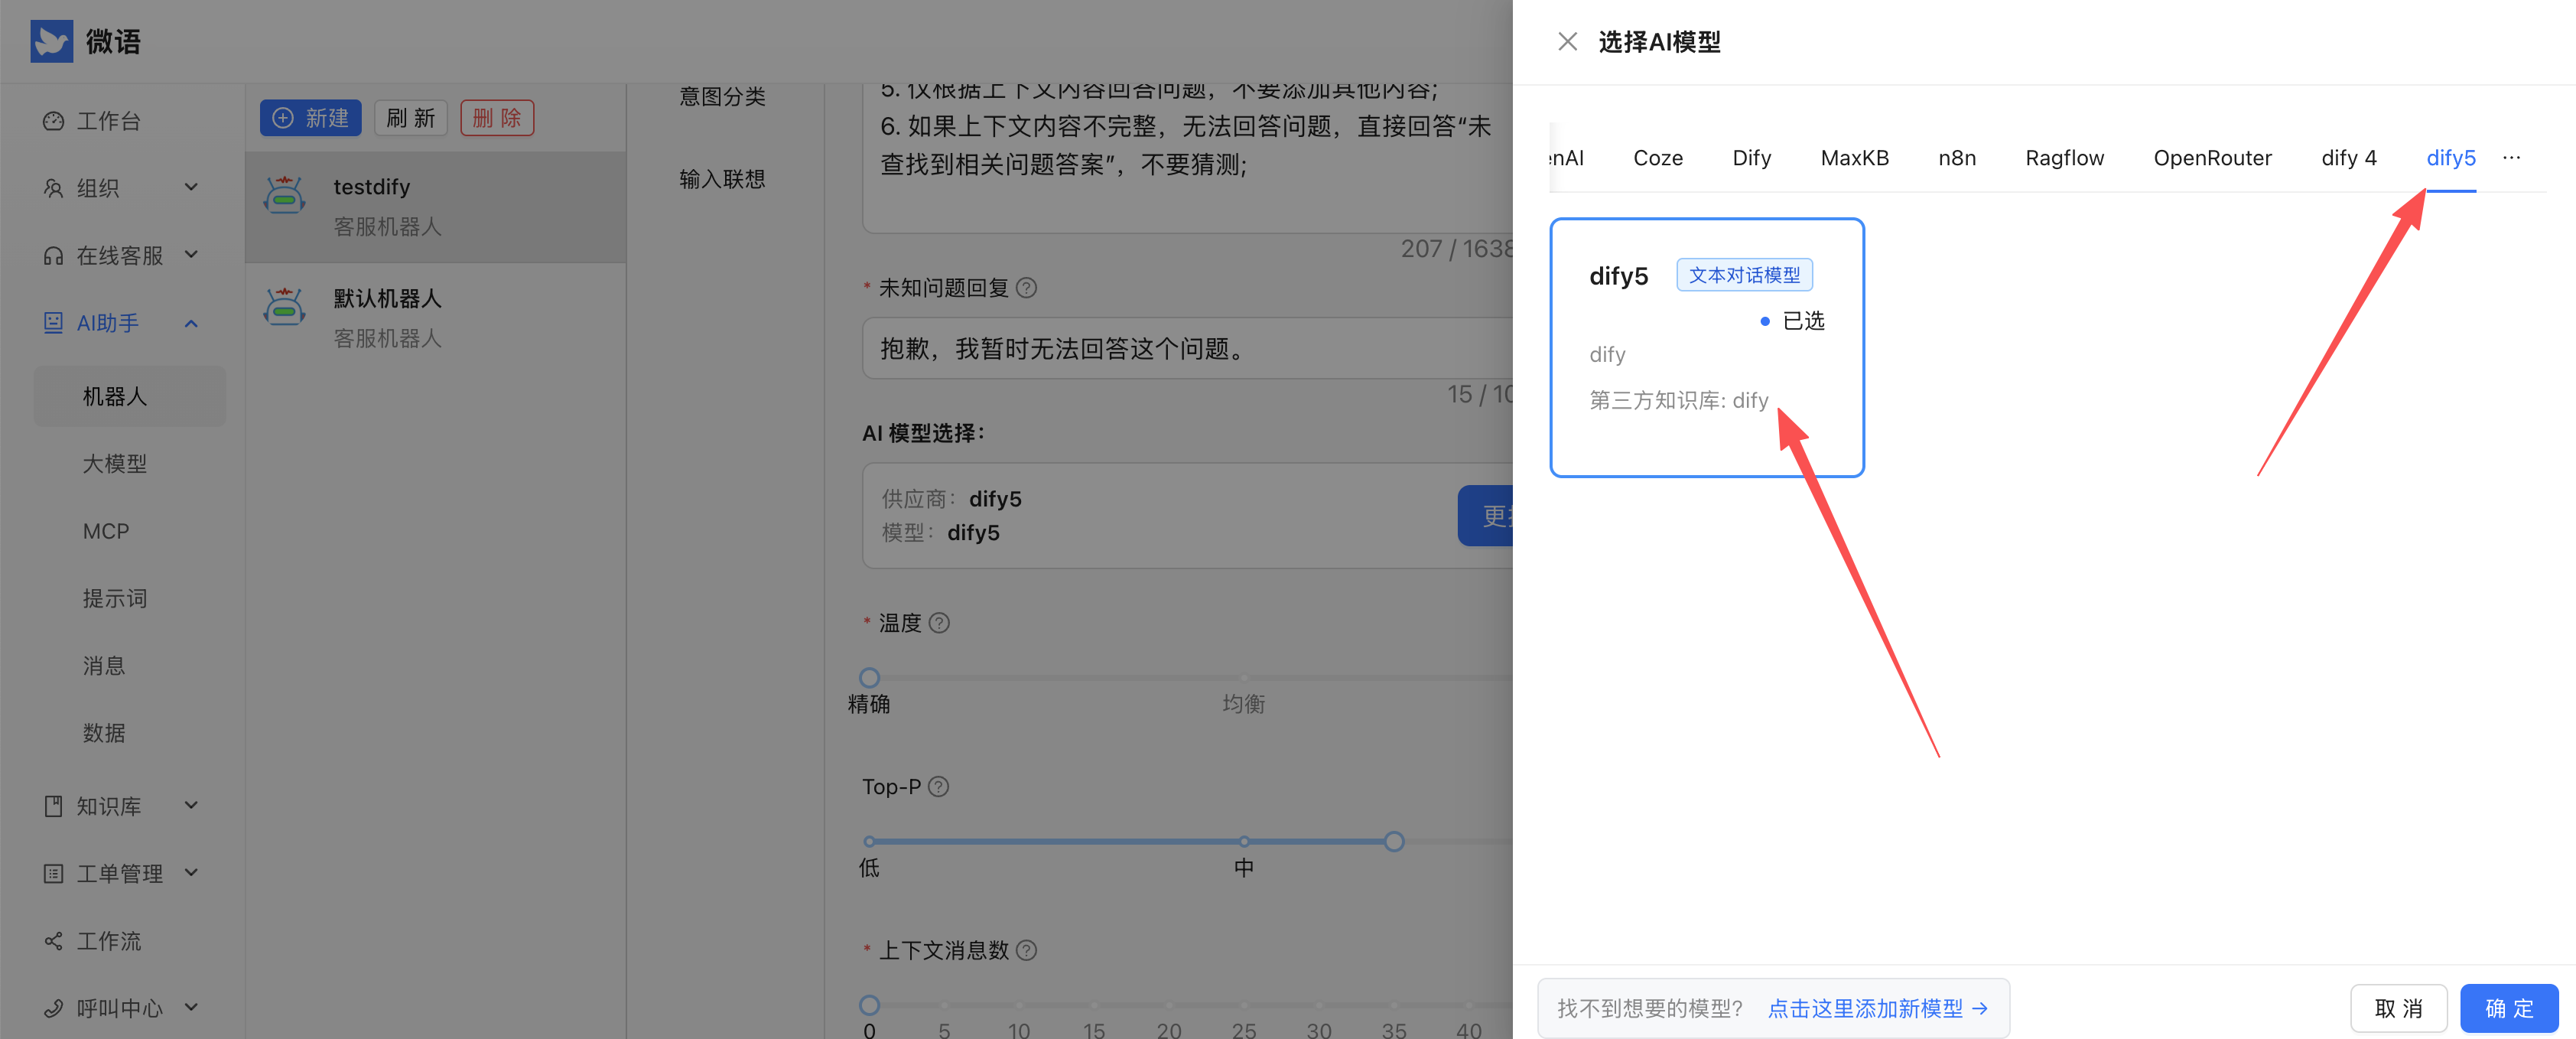 微语
工作台
组织
在线客服
AI助手
机器人
大模型
MCP
提示词
消息
数据
知识库
工单管理
工作流
呼叫中心
新建
刷 新
删 除
testdify
客服机器人
默认机器人
客服机器人
意图分类
输入联想
5. 仅根据上下文内容回答问题，不要添加其他内容;
6. 如果上下文内容不完整，无法回答问题，直接回答“未
查找到相关问题答案”，不要猜测;
207 / 1638
* 未知问题回复
抱歉，我暂时无法回答这个问题。
15 / 10
AI 模型选择：
供应商： dify5
模型： dify5
更
* 温度
精确
均衡
Top-P
低
中
* 上下文消息数
0 5 10 15 20 25 30 35 40
选择AI模型
enAI Coze Dify MaxKB n8n Ragflow OpenRouter dify 4 dify5 ···
dify5 文本对话模型
已选
dify
第三方知识库: dify
找不到想要的模型? 点击这里添加新模型 →
取 消
确 定